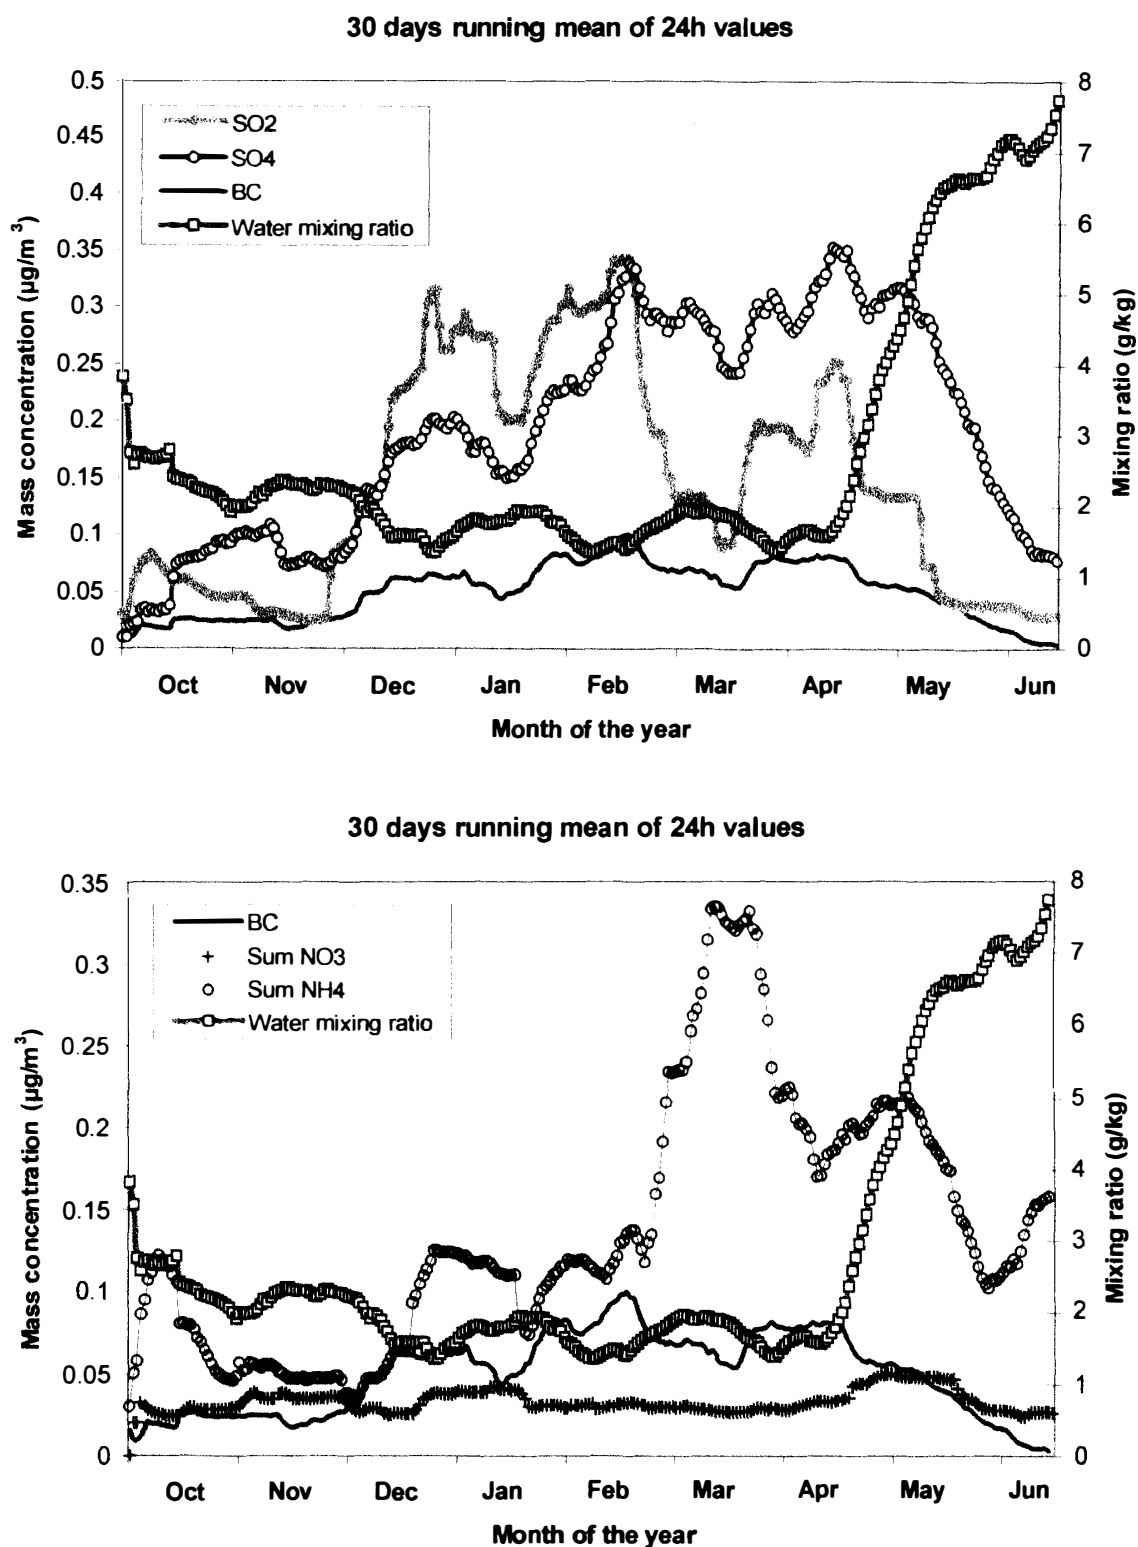 30 days running mean of 24h values
0.5
0.45
0.4
0.35
0.3
0.25
0.2
0.15
0.1
0.05
0
Mass concentration (µg/m³)
SO2
SO4
BC
Water mixing ratio
8
7
6
5
4
3
2
1
0
Mixing ratio (g/kg)
Oct Nov Dec Jan Feb Mar Apr May Jun
Month of the year
30 days running mean of 24h values
0.35
0.3
0.25
0.2
0.15
0.1
0.05
0
Mass concentration (µg/m³)
BC
Sum NO3
Sum NH4
Water mixing ratio
8
7
6
5
4
3
2
1
0
Mixing ratio (g/kg)
Oct Nov Dec Jan Feb Mar Apr May Jun
Month of the year